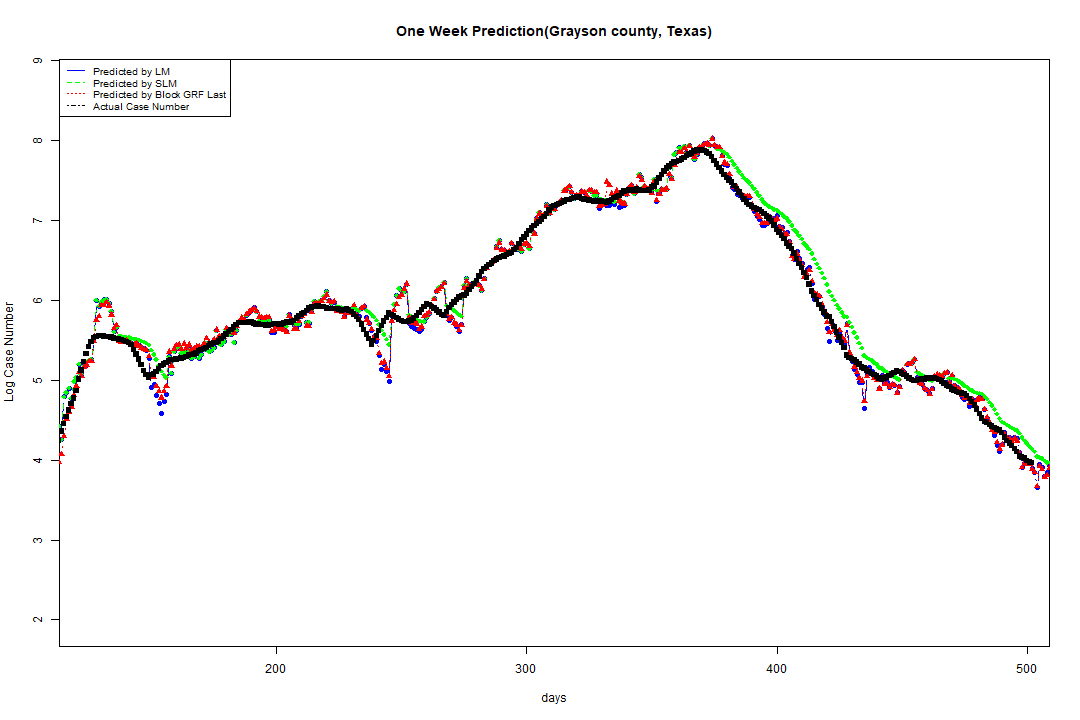 One Week Prediction(Grayson county, Texas)
Predicted by LM
Predicted by SLM
Predicted by Block GRF Last
Actual Case Number
9
8
7
6
5
4
3
2
Log Case Number
200
300
400
500
days